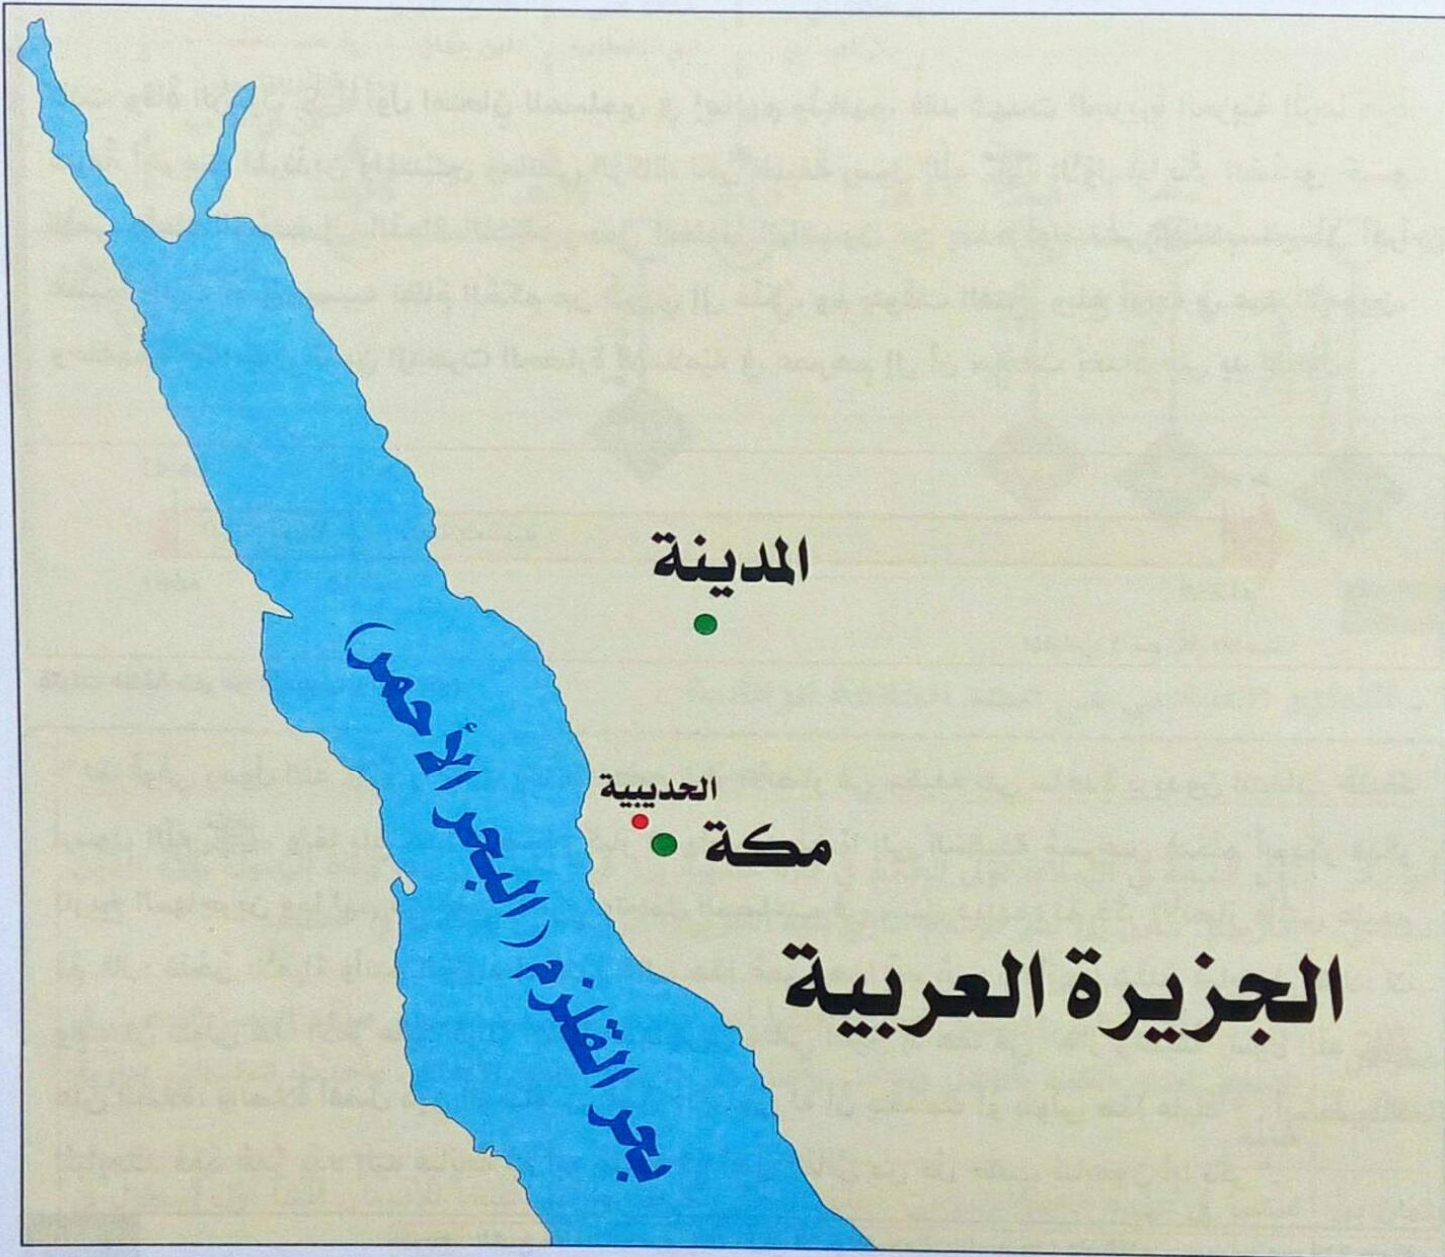 المدينة
الحديبية
مكة
الجزيرة العربية
بحر القلزم (البحر الأحمر)